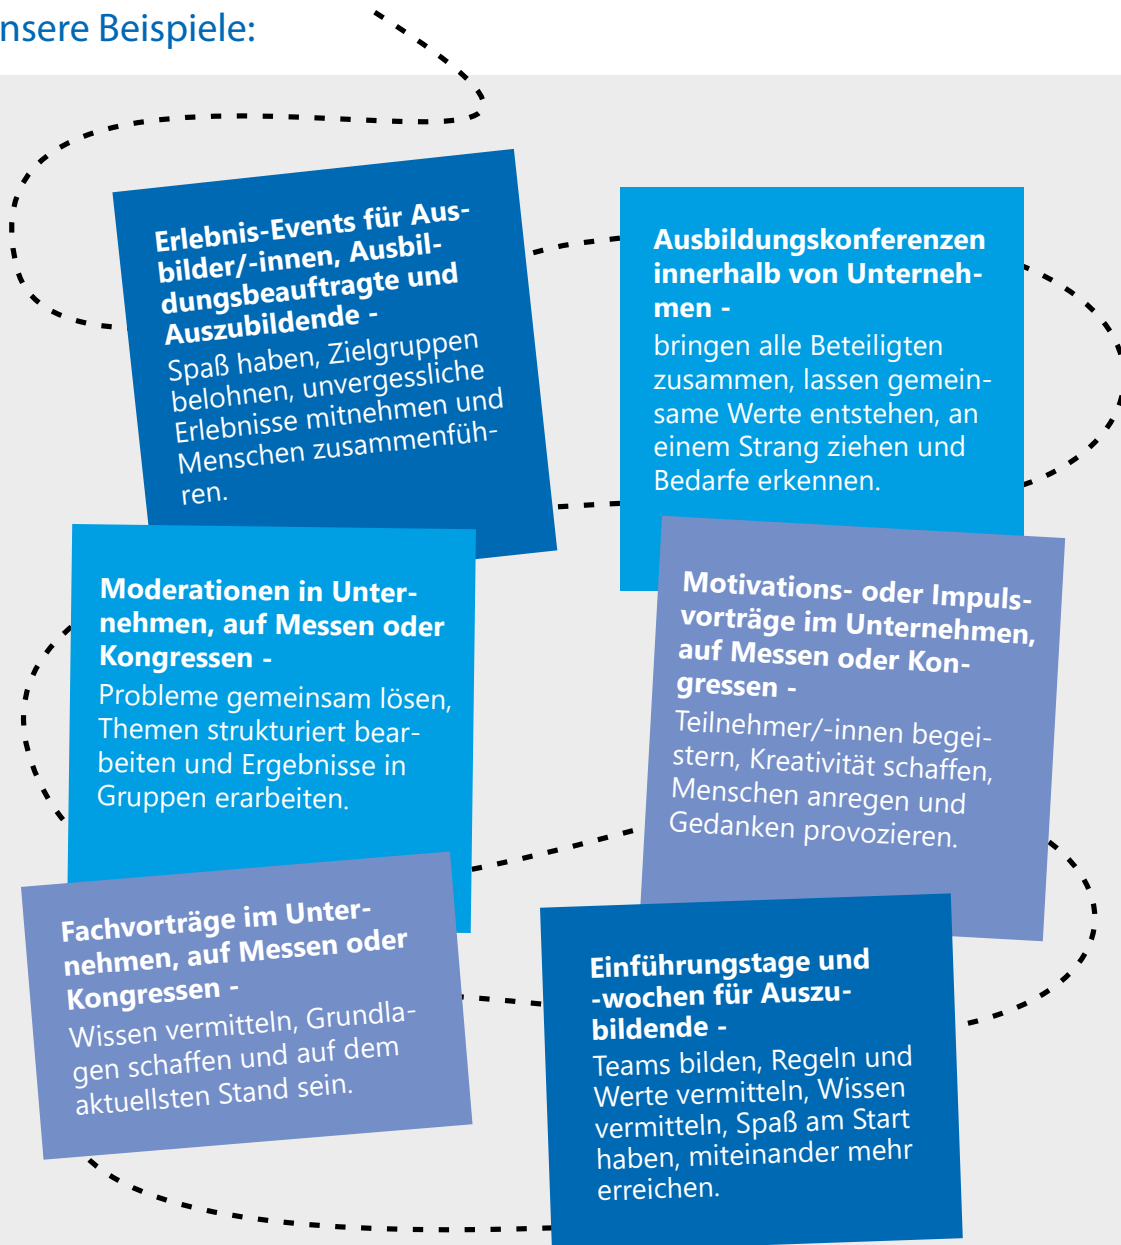 nsere Beispiele:
Erlebnis-Events für Aus-
bilder/-innen, Ausbil-
dungsbeauftragte und
Auszubildende -
Spaß haben, Zielgruppen
belohnen, unvergessliche
Erlebnisse mitnehmen und
Menschen zusammenfüh-
ren.
Ausbildungskonferenzen
innerhalb von Unterneh-
men -
bringen alle Beteiligten
zusammen, lassen gemein-
same Werte entstehen, an
einem Strang ziehen und
Bedarfe erkennen.
Moderationen in Unter-
nehmen, auf Messen oder
Kongressen -
Probleme gemeinsam lösen,
Themen strukturiert bear-
beiten und Ergebnisse in
Gruppen erarbeiten.
Motivations- oder Impuls-
vorträge im Unternehmen,
auf Messen oder Kon-
gressen -
Teilnehmer/-innen begei-
stern, Kreativität schaffen,
Menschen anregen und
Gedanken provozieren.
Fachvorträge im Unter-
nehmen, auf Messen oder
Kongressen -
Wissen vermitteln, Grundla-
gen schaffen und auf dem
aktuellsten Stand sein.
Einführungstage und
-wochen für Auszu-
bildende -
Teams bilden, Regeln und
Werte vermitteln, Wissen
vermitteln, Spaß am Start
haben, miteinander mehr
erreichen.